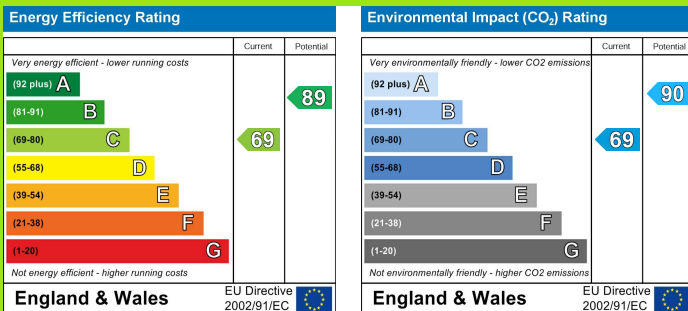 Energy Efficiency Rating
Current Potential
Very energy efficient - lower running costs
(92 plus) A
(81-91) B
(69-80) C
(55-68) D
(39-54) E
(21-38) F
(1-20) G
69
89
Not energy efficient - higher running costs
England & Wales
EU Directive
2002/91/EC
Environmental Impact (CO₂) Rating
Current Potential
Very environmentally friendly - lower CO2 emissions
(92 plus) A
(81-91) B
(69-80) C
(55-68) D
(39-54) E
(21-38) F
(1-20) G
69
90
Not environmentally friendly - higher CO2 emissions
England & Wales
EU Directive
2002/91/EC